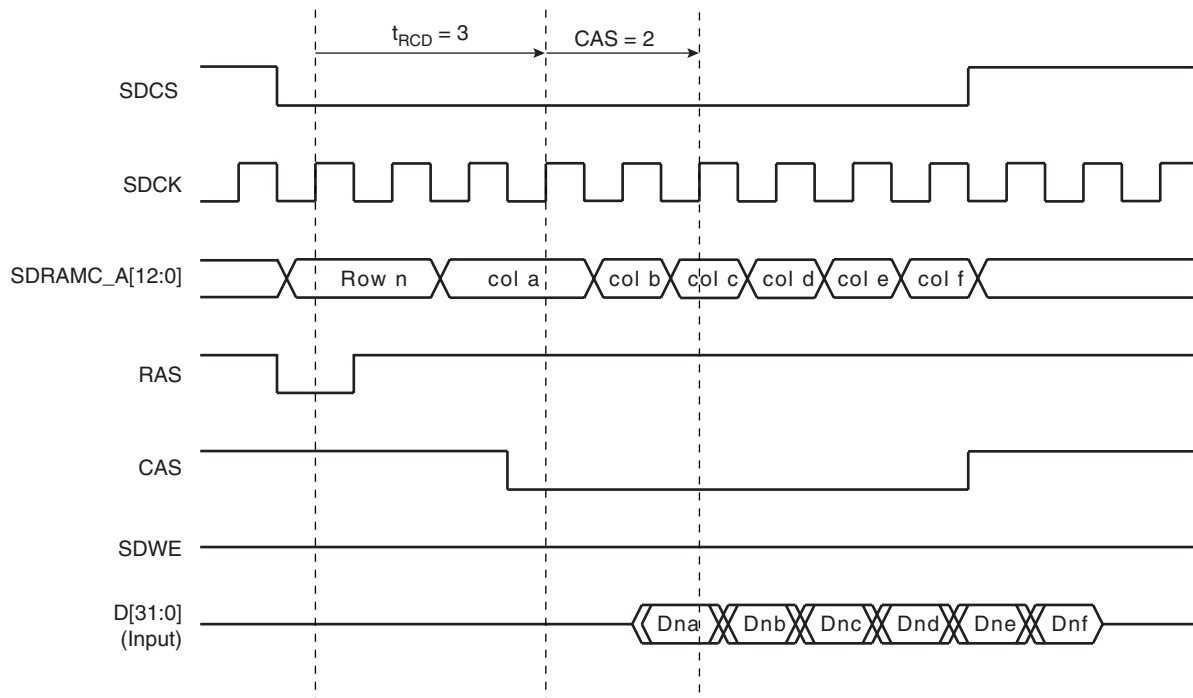 tRCD = 3
CAS = 2
SDCS
SDCK
SDRAMC_A[12:0]
Row n
col a
col b
col c
col d
col e
col f
RAS
CAS
SDWE
D[31:0]
(Input)
Dna
Dnb
Dnc
Dnd
Dne
Dnf